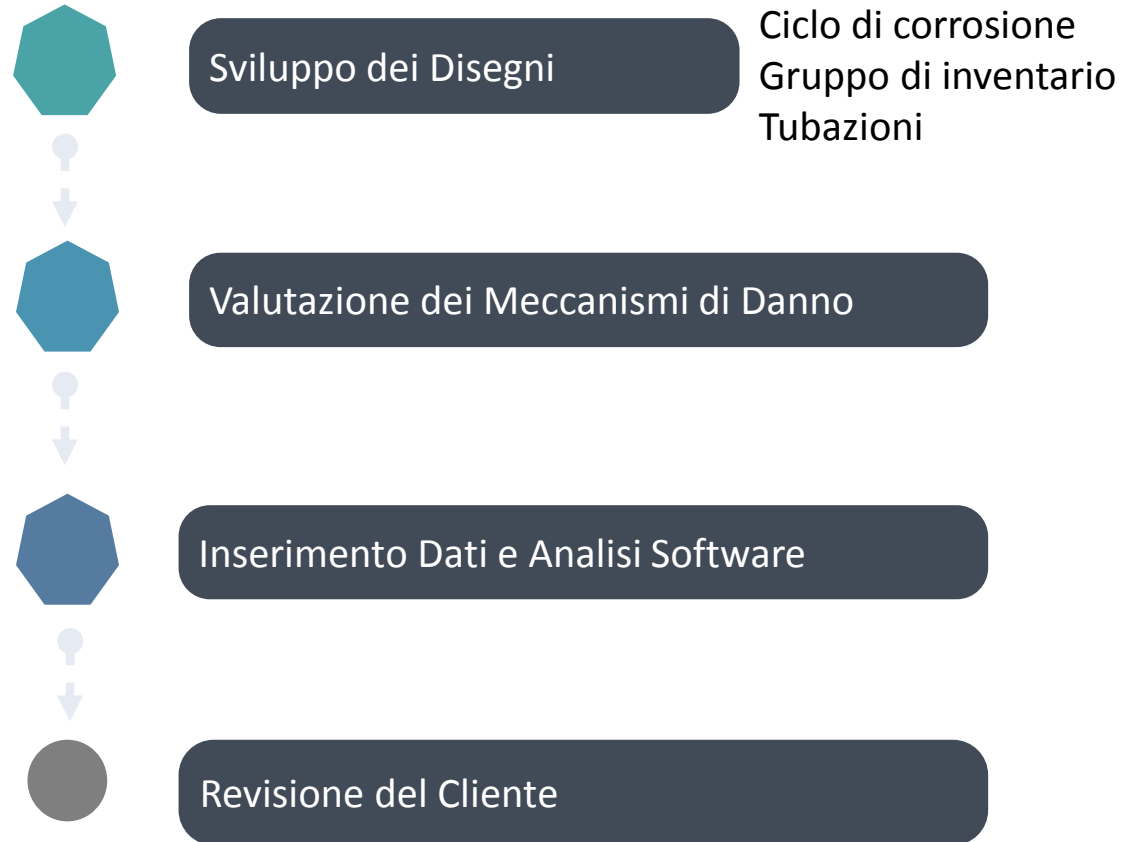 Sviluppo dei Disegni
Ciclo di corrosione
Gruppo di inventario
Tubazioni
Valutazione dei Meccanismi di Danno
Inserimento Dati e Analisi Software
Revisione del Cliente